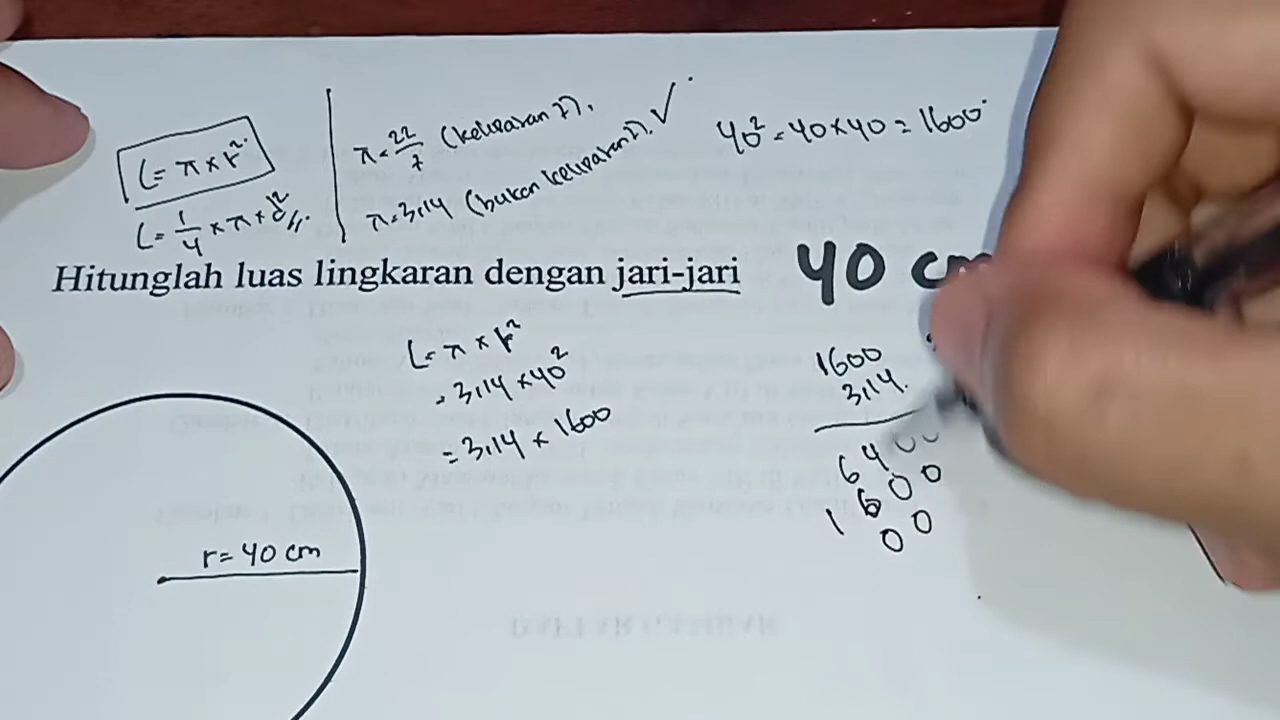 L = π × r².
L = 1/4 × π × d²
π = 22/7 (kelipatan 7).
π = 3,14 (bukan kelipatan 7). ✓
40² = 40 × 40 = 1600
Hitunglah luas lingkaran dengan jari-jari 40 cm
L = π × r²
= 3,14 × 40²
= 3,14 × 1600
1600
3,14
6400
1600
00
r = 40 cm